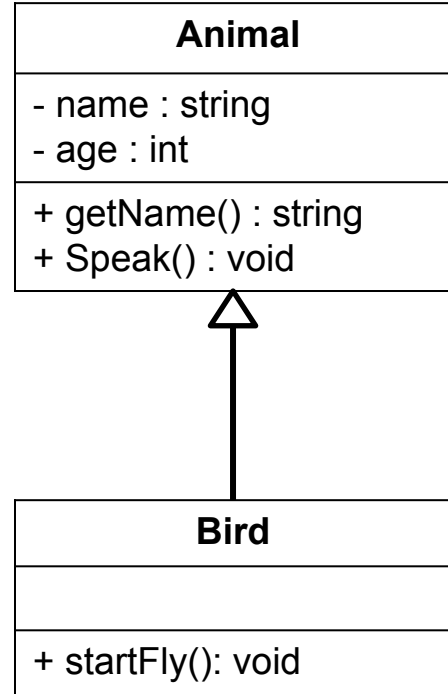 Animal
- name : string
- age : int
+ getName() : string
+ Speak() : void
Bird
+ startFly(): void